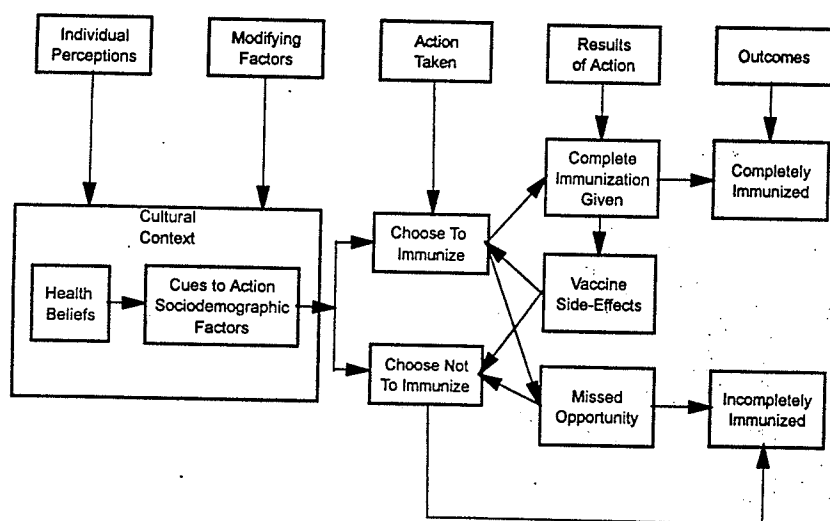 Individual
Perceptions
Modifying
Factors
Action
Taken
Results
of Action
Outcomes
Cultural
Context
Health
Beliefs
Cues to Action
Sociodemographic
Factors
Choose To
Immunize
Choose Not
To Immunize
Complete
Immunization
Given
Vaccine
Side-Effects
Missed
Opportunity
Completely
Immunized
Incompletely
Immunized